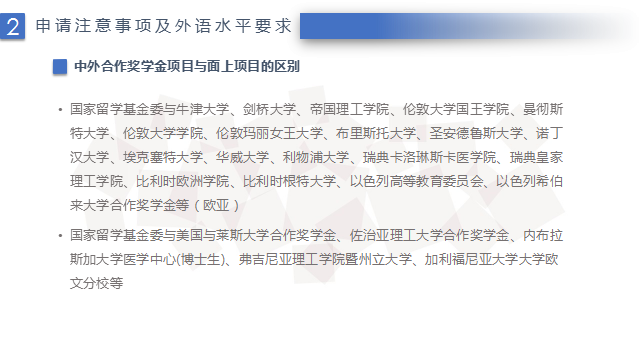 2 申请注意事项及外语水平要求
中外合作奖学金项目与面上项目的区别
• 国家留学基金委与牛津大学、剑桥大学、帝国理工学院、伦敦大学国王学院、曼彻斯
特大学、伦敦大学学院、伦敦玛丽女王大学、布里斯托大学、圣安德鲁斯大学、诺丁
汉大学、埃克塞特大学、华威大学、利物浦大学、瑞典卡洛琳斯卡医学院、瑞典皇家
理工学院、比利时欧洲学院、比利时根特大学、以色列高等教育委员会、以色列希伯
来大学合作奖学金等（欧亚）
• 国家留学基金委与美国与莱斯大学合作奖学金、佐治亚理工大学合作奖学金、内布拉
斯加大学医学中心(博士生)、弗吉尼亚理工学院暨州立大学、加利福尼亚大学大学欧
文分校等